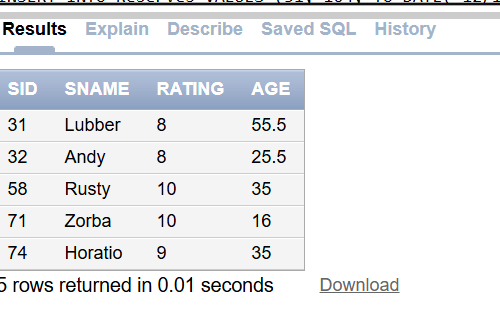 Results Explain Describe Saved SQL History
SID SNAME RATING AGE
31 Lubber 8 55.5
32 Andy 8 25.5
58 Rusty 10 35
71 Zorba 10 16
74 Horatio 9 35
5 rows returned in 0.01 seconds Download